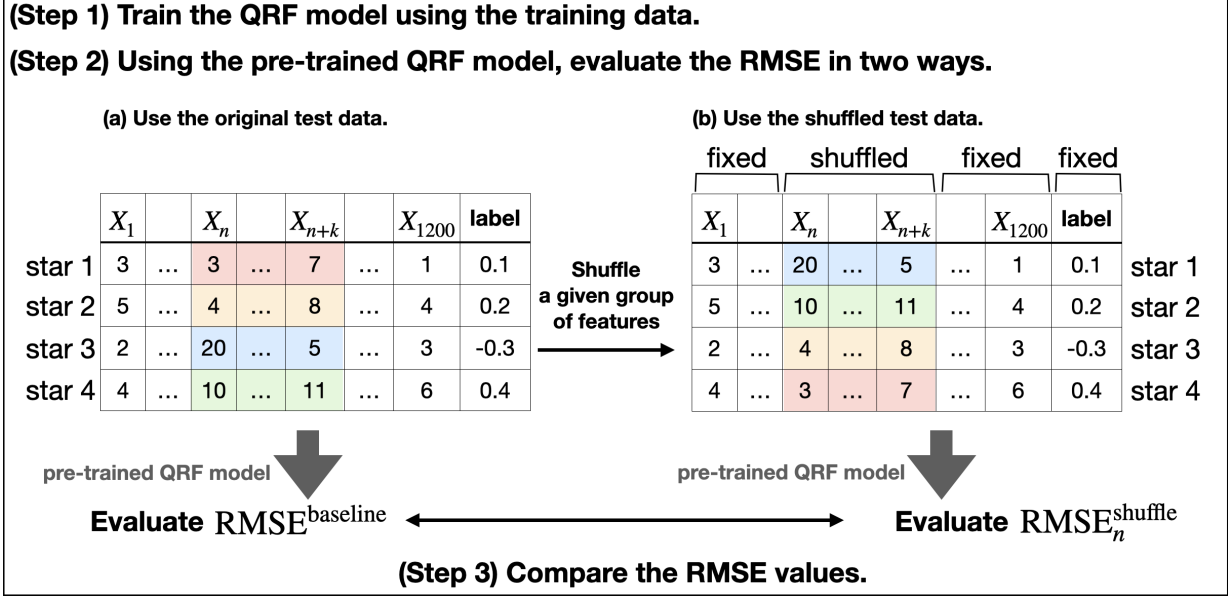 (Step 1) Train the QRF model using the training data.
(Step 2) Using the pre-trained QRF model, evaluate the RMSE in two ways.
(a) Use the original test data.
X₁ Xₙ Xₙ₊ₖ X₁₂₀₀ label
star 1 3 ... 3 ... 7 ... 1 0.1
star 2 5 ... 4 ... 8 ... 4 0.2
star 3 2 ... 20 ... 5 ... 3 -0.3
star 4 4 ... 10 ... 11 ... 6 0.4
Shuffle
a given group
of features
(b) Use the shuffled test data.
fixed shuffled fixed fixed
X₁ Xₙ Xₙ₊ₖ X₁₂₀₀ label
3 ... 20 ... 5 ... 1 0.1 star 1
5 ... 10 ... 11 ... 4 0.2 star 2
2 ... 4 ... 8 ... 3 -0.3 star 3
4 ... 3 ... 7 ... 6 0.4 star 4
pre-trained QRF model
Evaluate RMSE^baseline
pre-trained QRF model
Evaluate RMSEₙ^shuffle
(Step 3) Compare the RMSE values.